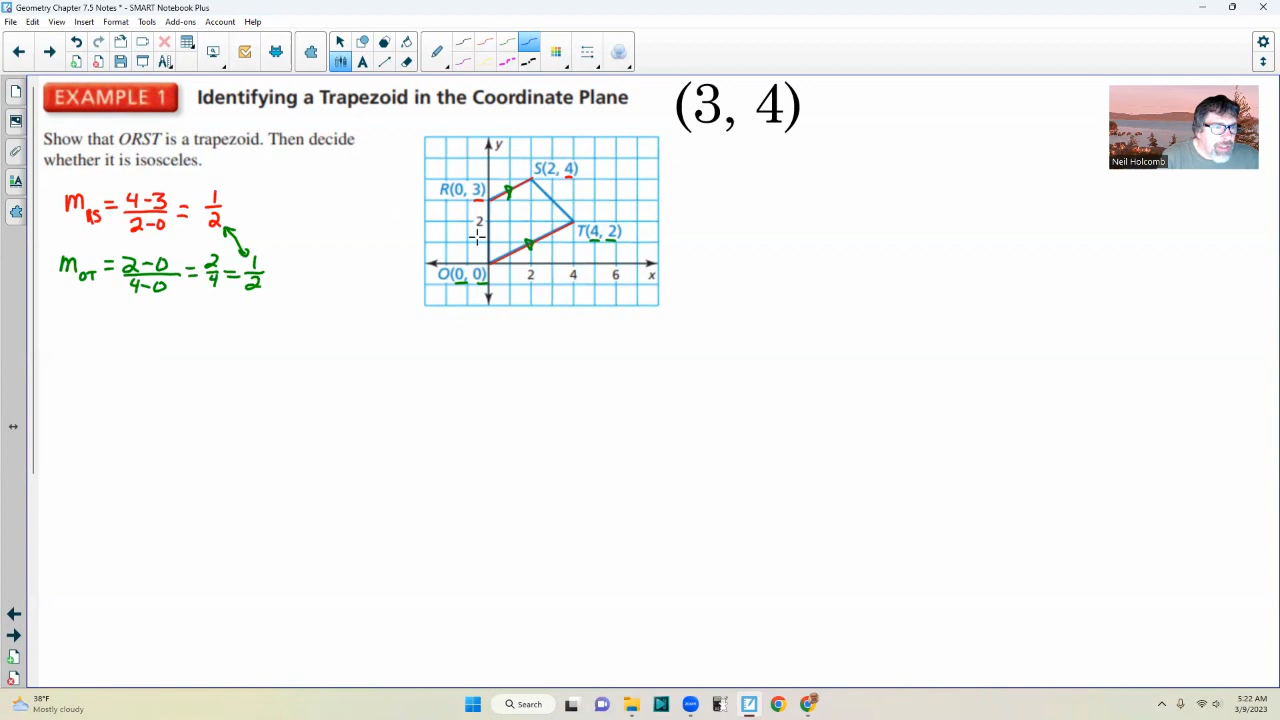 Geometry Chapter 7.5 Notes * - SMART Notebook Plus
File Edit View Insert Format Tools Add-ons Account Help
EXAMPLE 1 Identifying a Trapezoid in the Coordinate Plane
(3, 4)
Show that ORST is a trapezoid. Then decide
whether it is isosceles.
m RS = 4-3 / 2-0 = 1/2
m OT = 2-0 / 4-0 = 2/4 = 1/2
y
S(2, 4)
R(0, 3)
2
T(4, 2)
O(0, 0) 2 4 6 x
Neil Holcomb
38°F
Mostly cloudy
Search
zoom
5:22 AM
3/9/2023